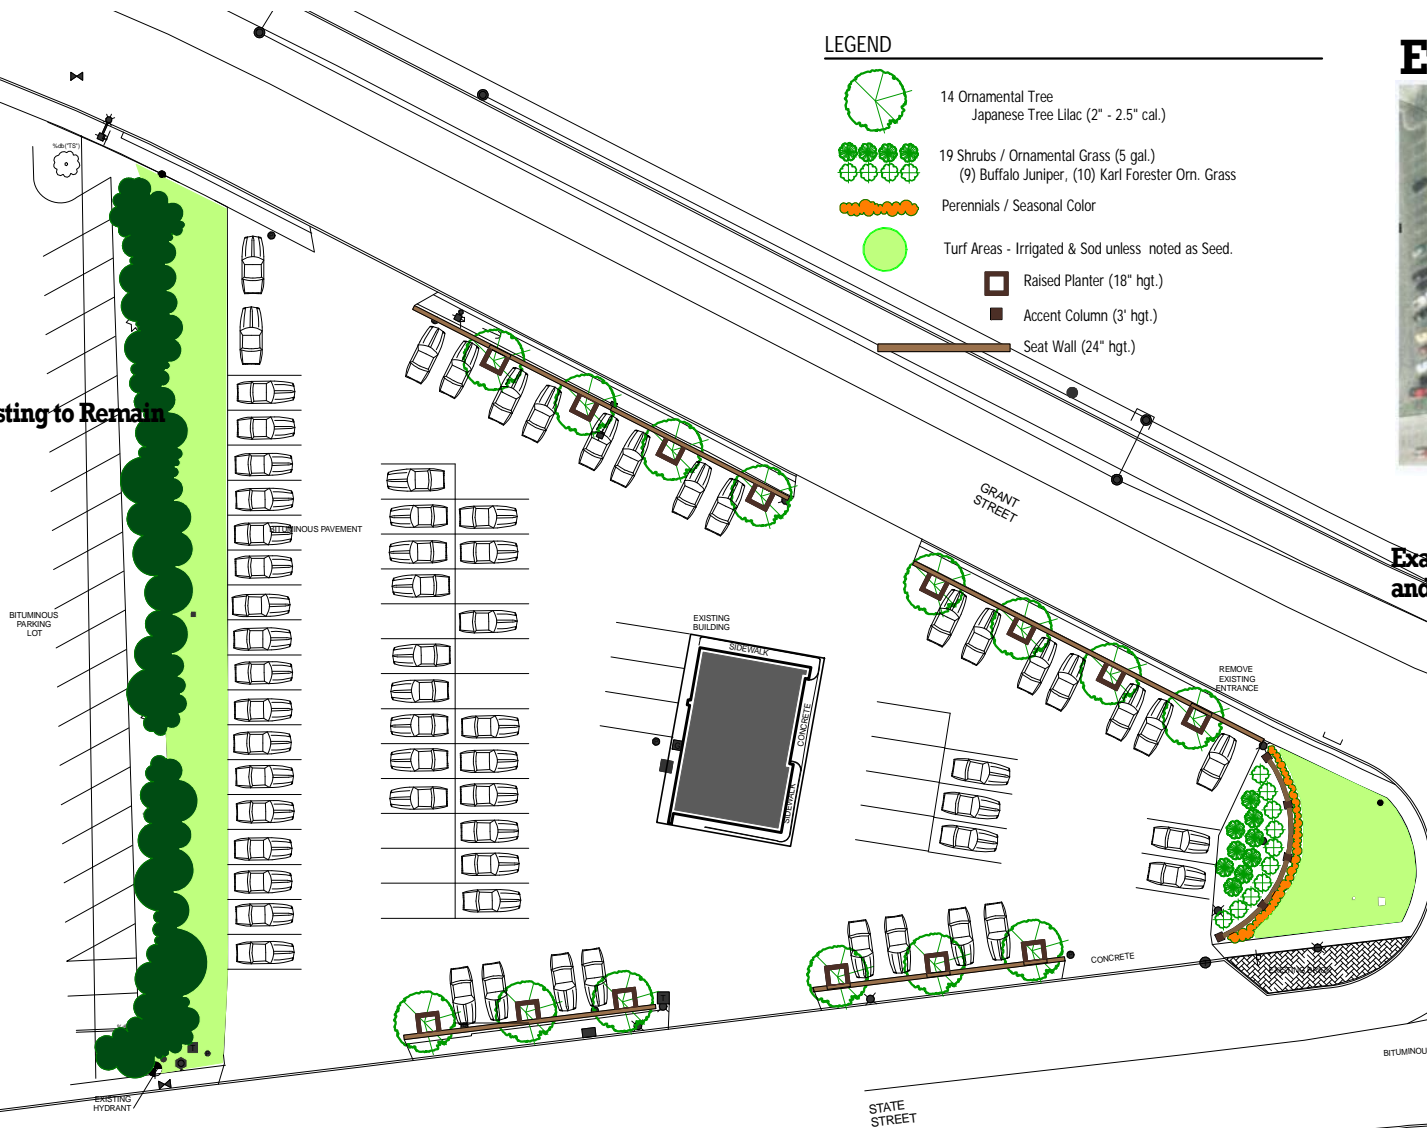 LEGEND
14 Ornamental Tree
Japanese Tree Lilac (2" - 2.5" cal.)
19 Shrubs / Ornamental Grass (5 gal.)
(9) Buffalo Juniper, (10) Karl Forester Orn. Grass
Perennials / Seasonal Color
Turf Areas - Irrigated & Sod unless noted as Seed.
Raised Planter (18" hgt.)
Accent Column (3' hgt.)
Seat Wall (24" hgt.)
E
%db("TS")
sting to Remain
BITUMINOUS PAVEMENT
GRANT
STREET
Exa
and
BITUMINOUS
PARKING
LOT
EXISTING
BUILDING
SIDEWALK
CONCRETE
SIDEWALK
REMOVE
EXISTING
ENTRANCE
CONCRETE
T
T
EXISTING
HYDRANT
STATE
STREET
BITUMINOU